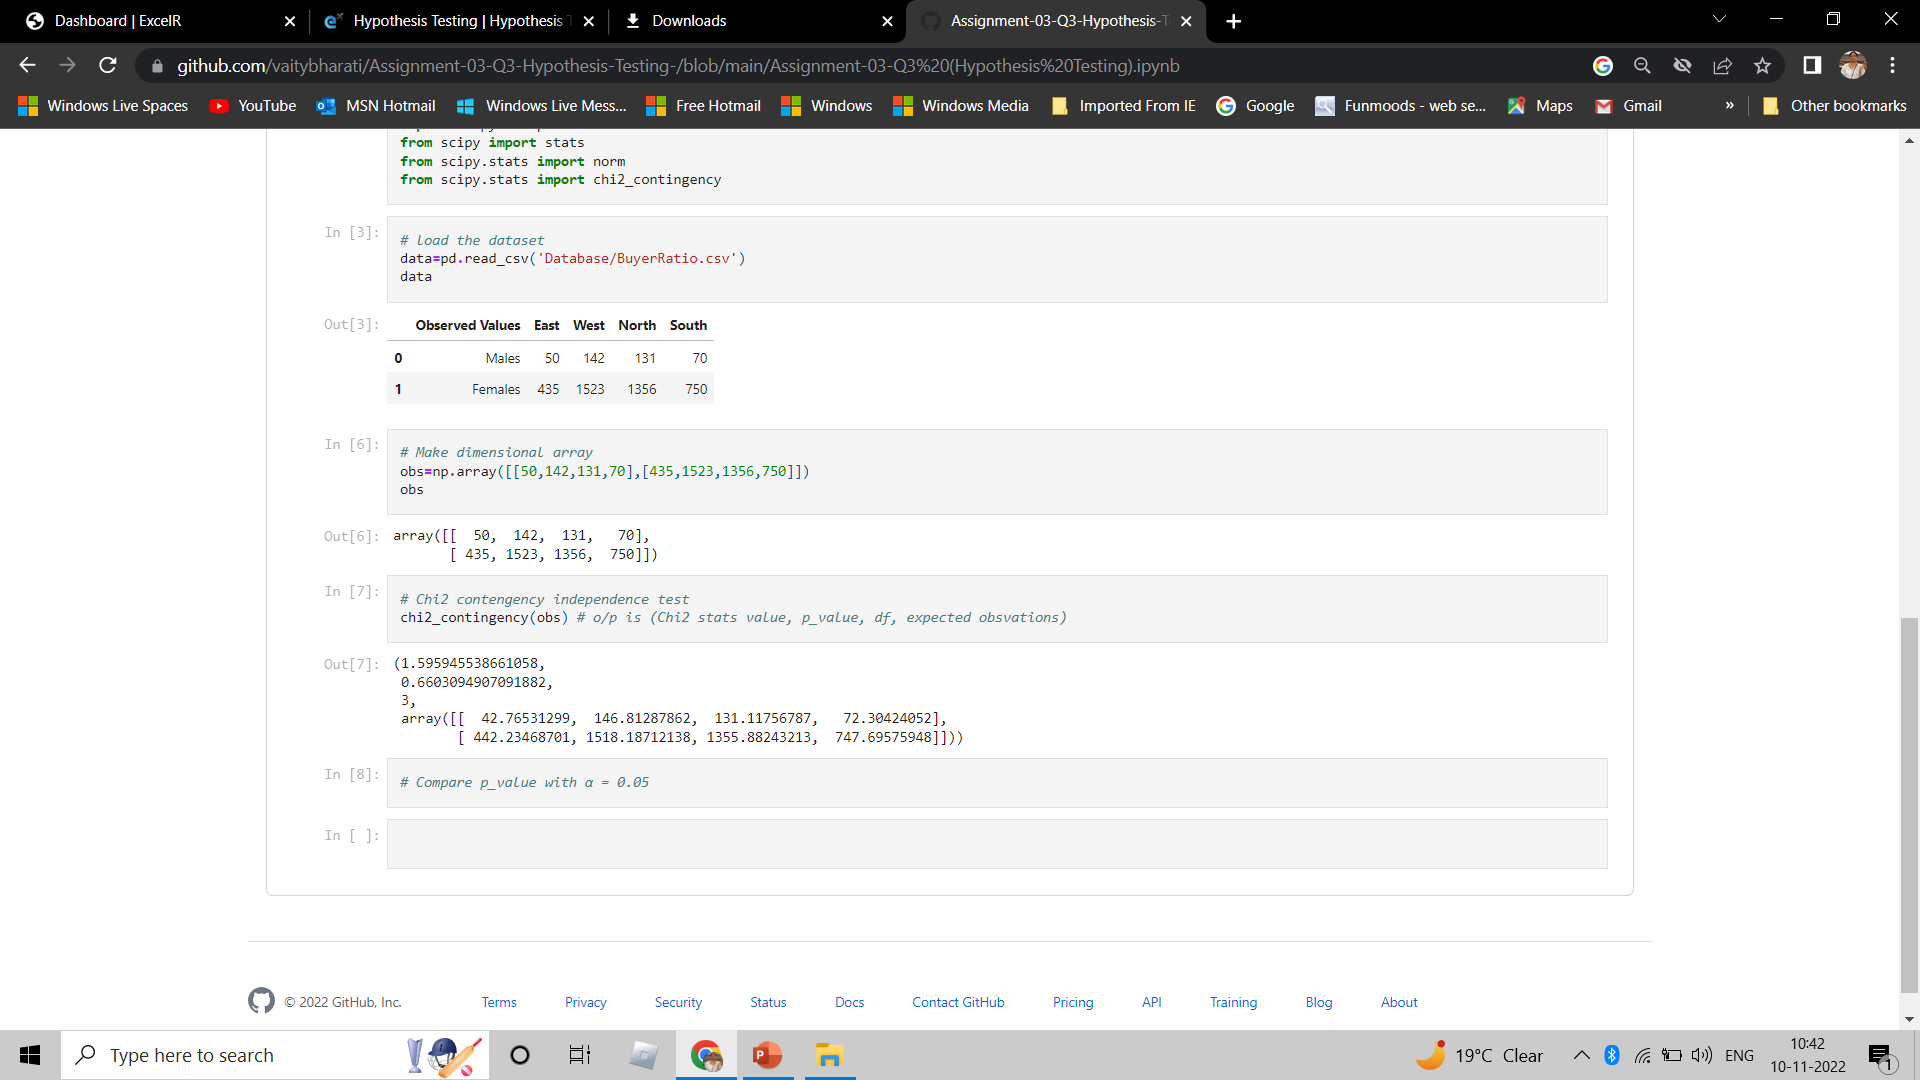 Dashboard | ExcelR
Hypothesis Testing | Hypothesis T
Downloads
Assignment-03-Q3-Hypothesis-T
github.com/vaitybharati/Assignment-03-Q3-Hypothesis-Testing-/blob/main/Assignment-03-Q3%20(Hypothesis%20Testing).ipynb
Windows Live Spaces YouTube MSN Hotmail Windows Live Mess... Free Hotmail Windows Windows Media Imported From IE Google Funmoods - web se... Maps Gmail » Other bookmarks
from scipy import stats
from scipy.stats import norm
from scipy.stats import chi2_contingency
In [3]:
# load the dataset
data=pd.read_csv('Database/BuyerRatio.csv')
data
Out[3]:
Observed Values East West North South
0 Males 50 142 131 70
1 Females 435 1523 1356 750
In [6]:
# Make dimensional array
obs=np.array([[50,142,131,70],[435,1523,1356,750]])
obs
Out[6]: array([[  50,  142,  131,   70],
[ 435, 1523, 1356,  750]])
In [7]:
# Chi2 contengency independence test
chi2_contingency(obs) # o/p is (Chi2 stats value, p_value, df, expected obsvations)
Out[7]: (1.595945538661058,
0.6603094907091882,
3,
array([[  42.76531299,  146.81287862,  131.11756787,   72.30424052],
[ 442.23468701, 1518.18712138, 1355.88243213,  747.69575948]]))
In [8]:
# Compare p_value with α = 0.05
In [ ]:
© 2022 GitHub, Inc. Terms Privacy Security Status Docs Contact GitHub Pricing API Training Blog About
Type here to search
19°C Clear
ENG
10:42
10-11-2022
1